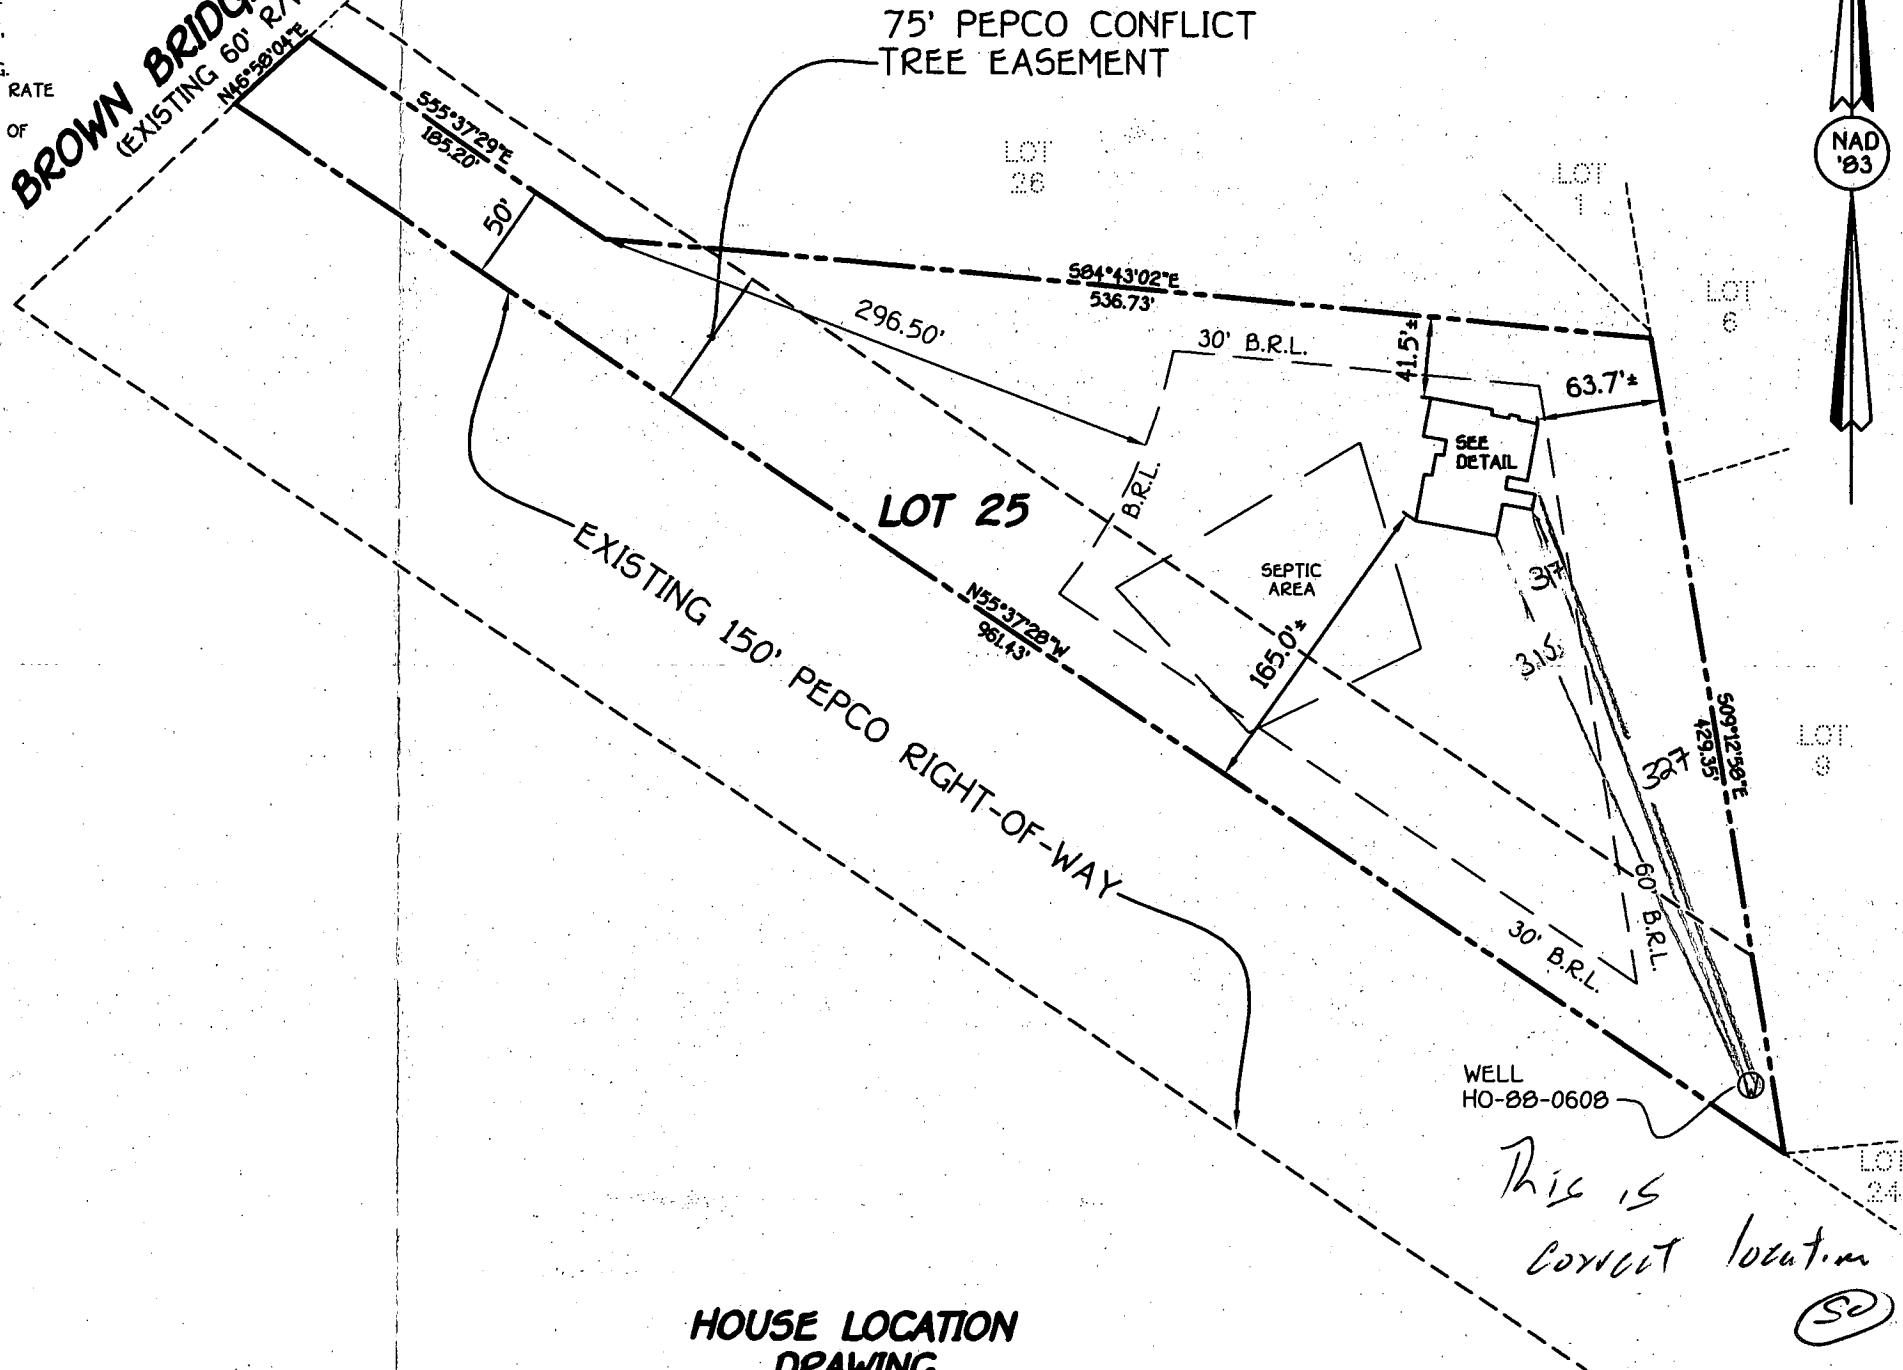 75' PEPCO CONFLICT
TREE EASEMENT
RATE
OF
(EXISTING 60' R/
N46°58'04"E
S55°37'29"E
185.20'
50'
LOT
26
LOT
1
NAD
'83
S84°43'02"E
536.73'
LOT
6
296.50'
30' B.R.L.
41.5'±
63.7'±
SEE
DETAIL
B.R.L.
LOT 25
SEPTIC
AREA
EXISTING 150' PEPCO RIGHT-OF-WAY
N55°37'28"W
961.43'
165.0'±
317
315
327
S09°12'58"E
429.35'
LOT
9
60' B.R.L.
30' B.R.L.
WELL
HO-88-0608
W
LOT
24
This is
correct location
HOUSE LOCATION
DRAWING